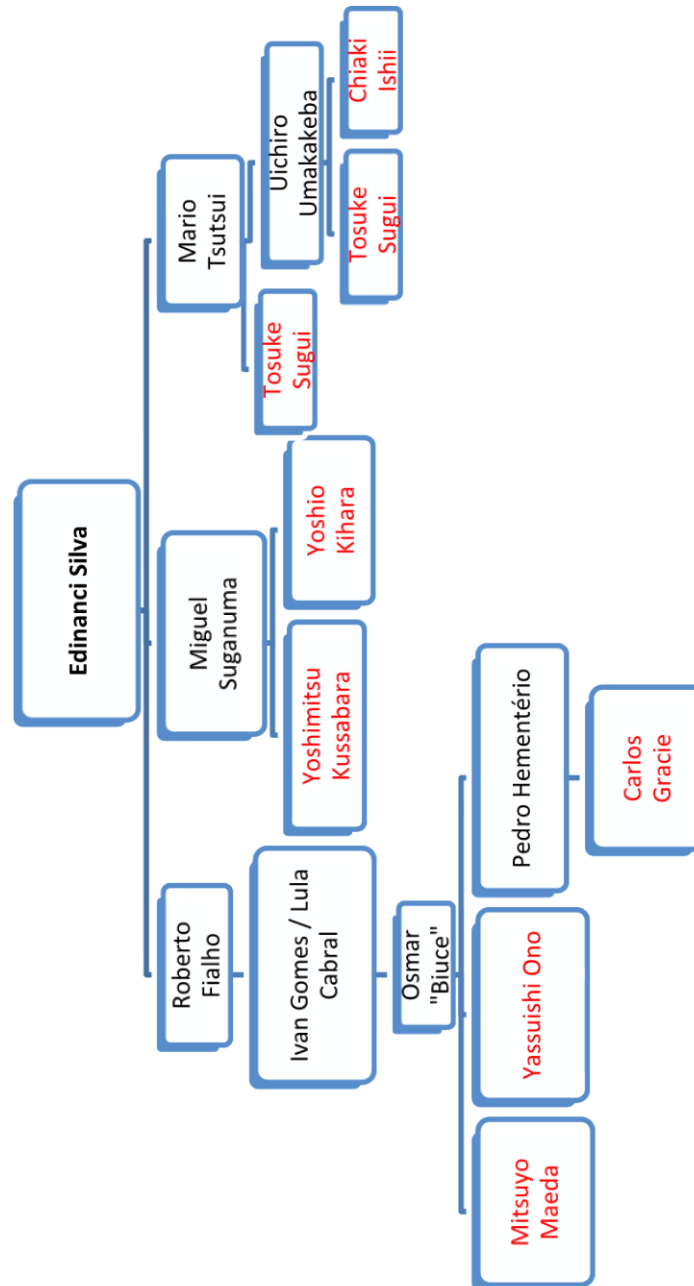 Edinanci Silva
Roberto
Fialho
Miguel
Suganuma
Mario
Tsutsui
Ivan Gomes / Lula
Cabral
Yoshimitsu
Kussabara
Yoshio
Kihara
Tosuke
Sugui
Uichiro
Umakakeba
Osmar
"Biuce"
Tosuke
Sugui
Chiaki
Ishii
Mitsuyo
Maeda
Yassuishi Ono
Pedro Hementério
Carlos
Gracie